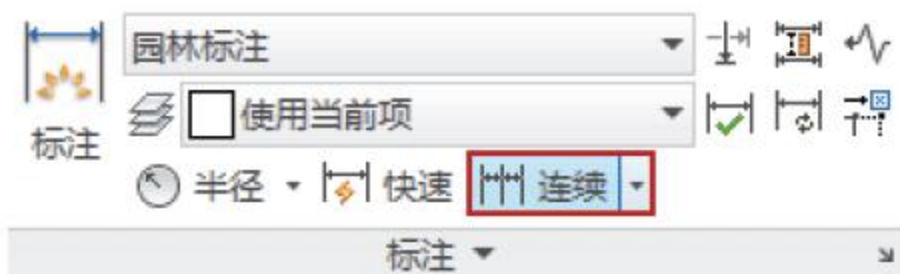 园林标注
使用当前项
标注
半径 快速 连续
标注